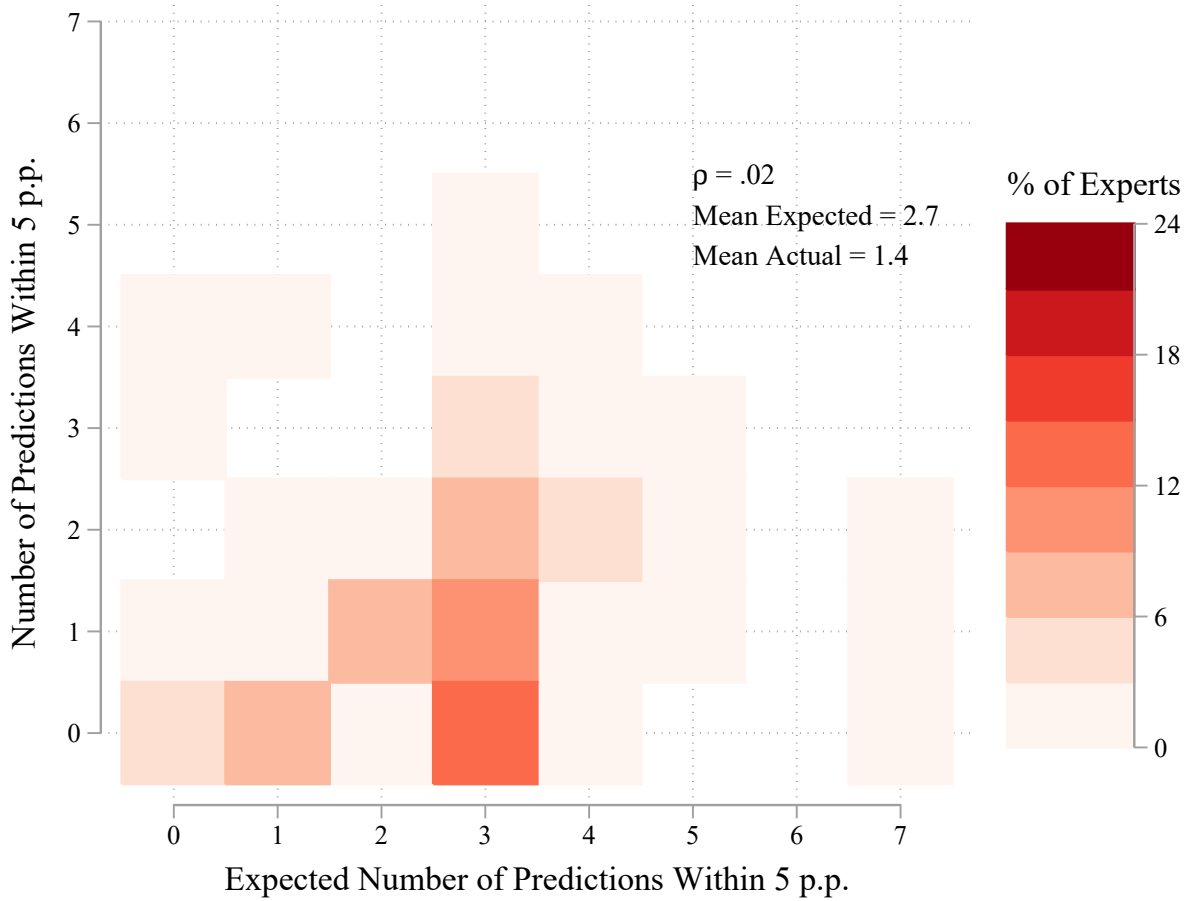 7
6
5
4
3
2
1
0
Number of Predictions Within 5 p.p.
ρ = .02
Mean Expected = 2.7
Mean Actual = 1.4
% of Experts
24
18
12
6
0
0 1 2 3 4 5 6 7
Expected Number of Predictions Within 5 p.p.